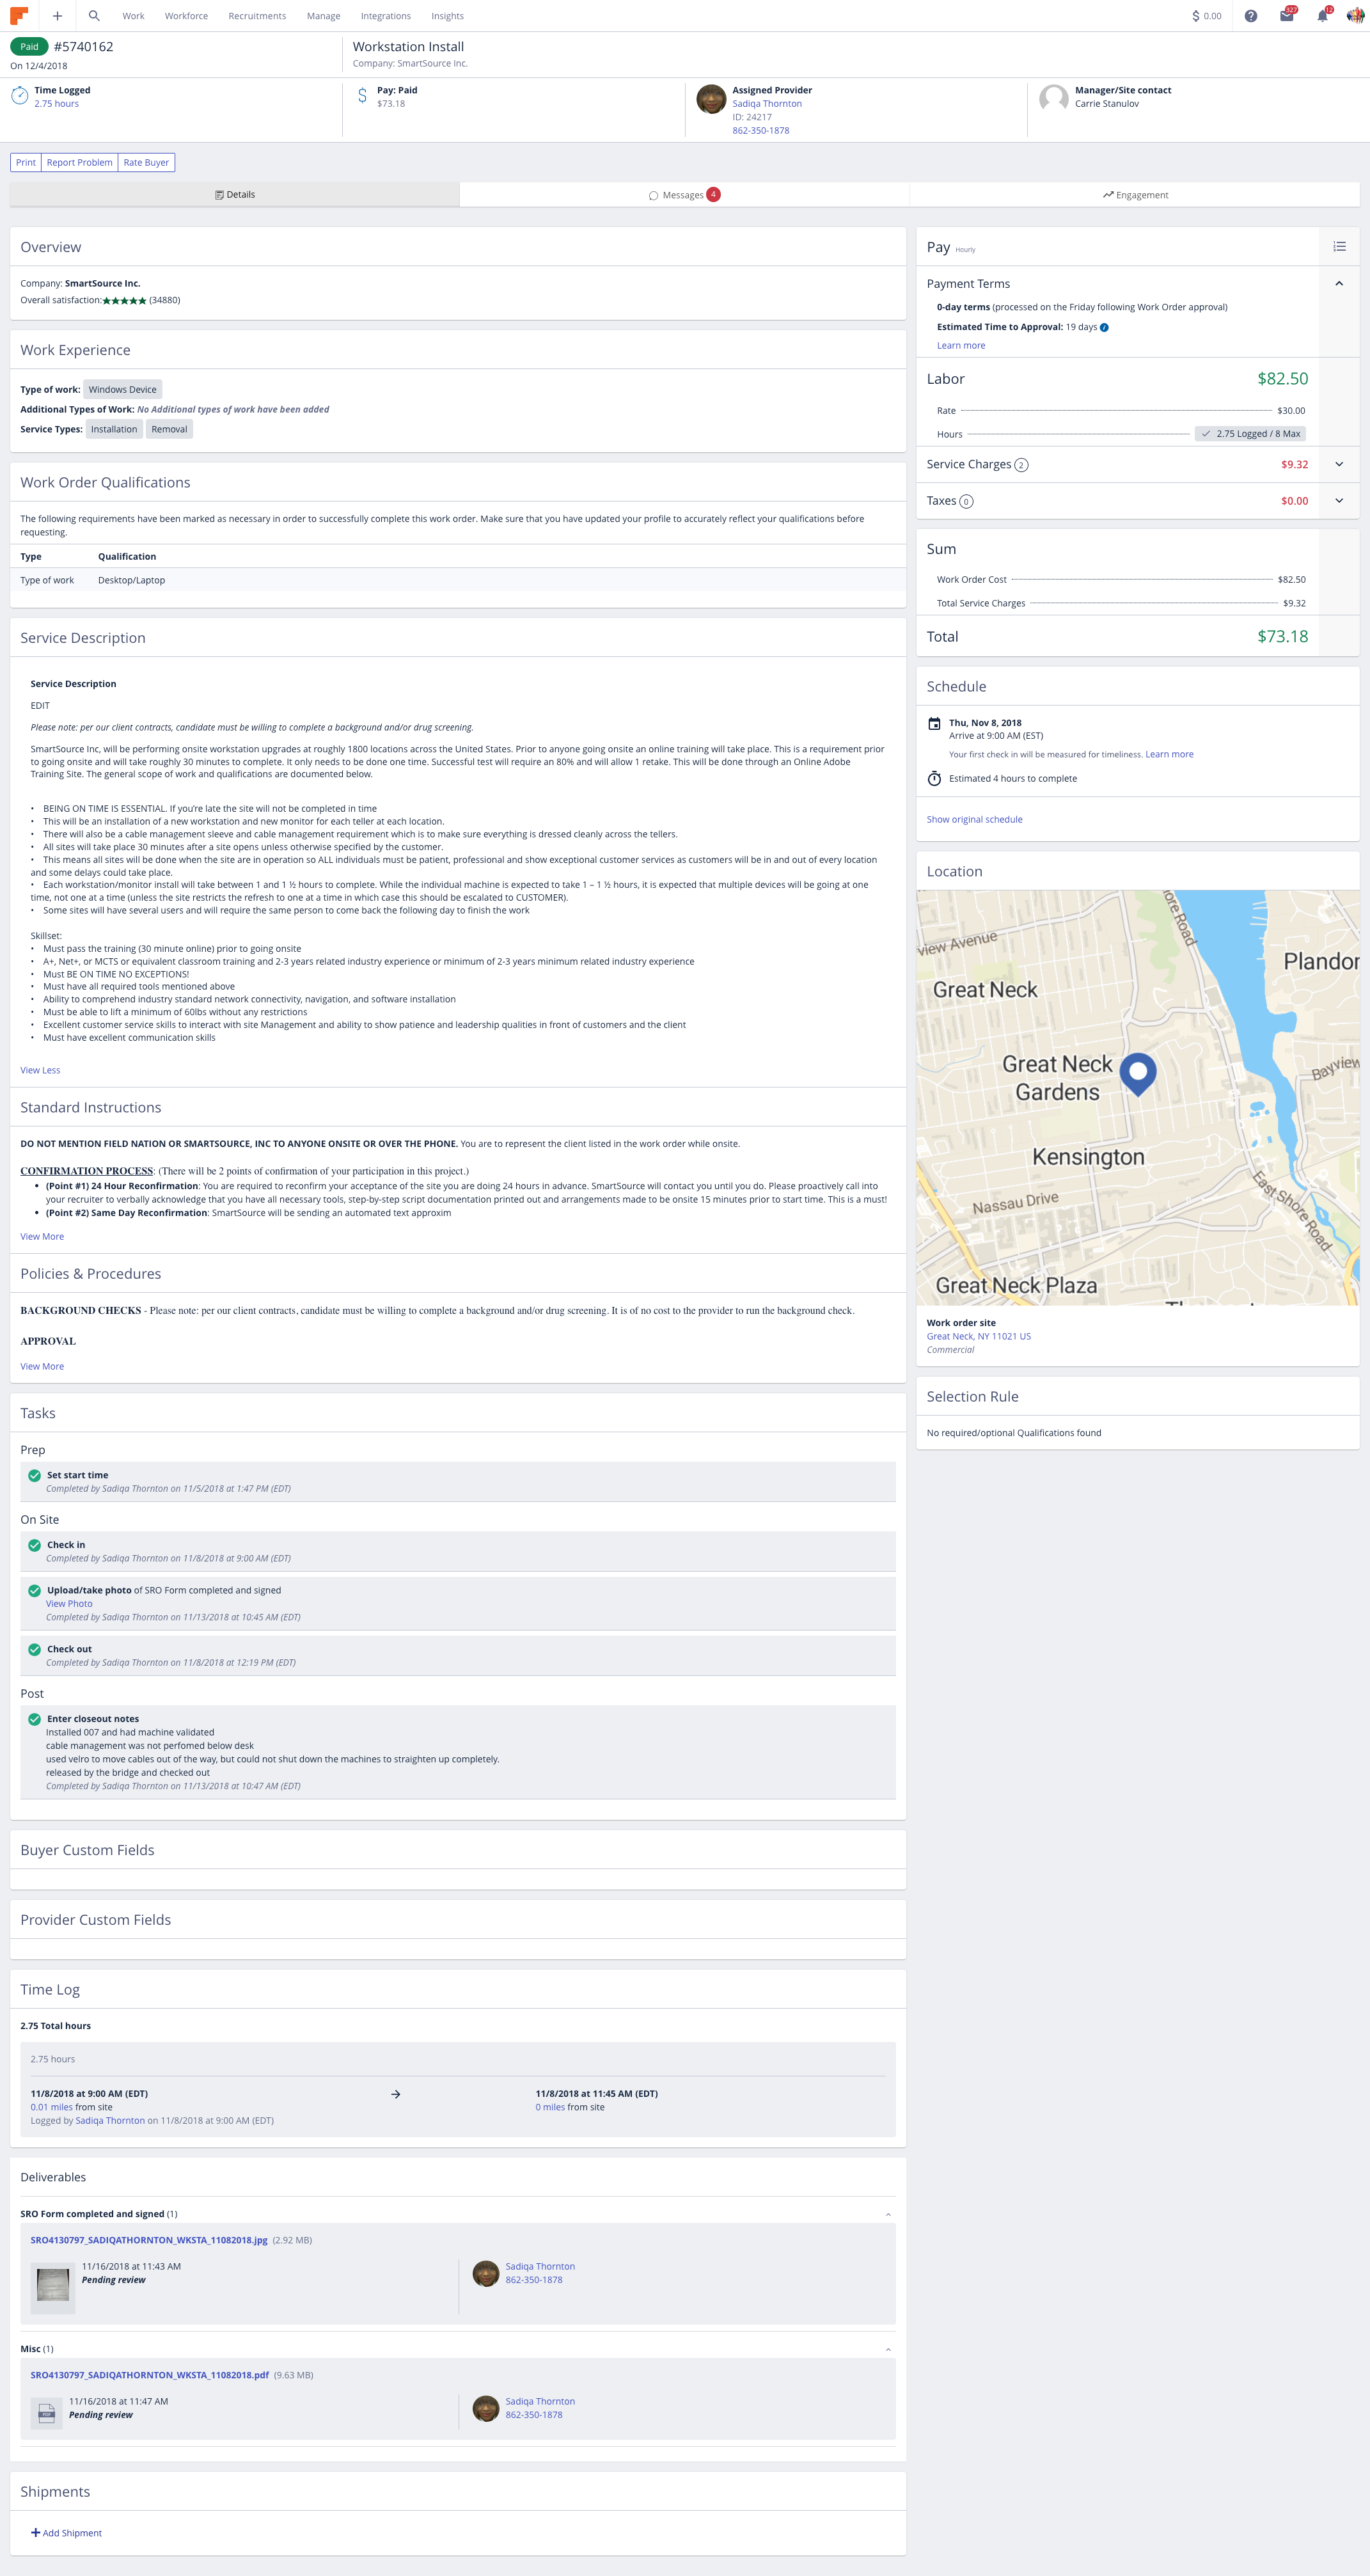 Work Workforce Recruitments Manage Integrations Insights $ 0.00 327 12
Paid #5740162
On 12/4/2018
Workstation Install
Company: SmartSource Inc.
Time Logged
2.75 hours
Pay: Paid
$73.18
Assigned Provider
Sadiqa Thornton
ID: 24217
862-350-1878
Manager/Site contact
Carrie Stanulov
Print Report Problem Rate Buyer
Details Messages 4 Engagement
Overview
Company: SmartSource Inc.
Overall satisfaction:★★★★★ (34880)
Work Experience
Type of work: Windows Device
Additional Types of Work: No Additional types of work have been added
Service Types: Installation Removal
Work Order Qualifications
The following requirements have been marked as necessary in order to successfully complete this work order. Make sure that you have updated your profile to accurately reflect your qualifications before
requesting.
Type Qualification
Type of work Desktop/Laptop
Service Description
Service Description
EDIT
Please note: per our client contracts, candidate must be willing to complete a background and/or drug screening.
SmartSource Inc, will be performing onsite workstation upgrades at roughly 1800 locations across the United States. Prior to anyone going onsite an online training will take place. This is a requirement prior
to going onsite and will take roughly 30 minutes to complete. It only needs to be done one time. Successful test will require an 80% and will allow 1 retake. This will be done through an Online Adobe
Training Site. The general scope of work and qualifications are documented below.
• BEING ON TIME IS ESSENTIAL. If you’re late the site will not be completed in time
• This will be an installation of a new workstation and new monitor for each teller at each location.
• There will also be a cable management sleeve and cable management requirement which is to make sure everything is dressed cleanly across the tellers.
• All sites will take place 30 minutes after a site opens unless otherwise specified by the customer.
• This means all sites will be done when the site are in operation so ALL individuals must be patient, professional and show exceptional customer services as customers will be in and out of every location
and some delays could take place.
• Each workstation/monitor install will take between 1 and 1 ½ hours to complete. While the individual machine is expected to take 1 – 1 ½ hours, it is expected that multiple devices will be going at one
time, not one at a time (unless the site restricts the refresh to one at a time in which case this should be escalated to CUSTOMER).
• Some sites will have several users and will require the same person to come back the following day to finish the work
Skillset:
• Must pass the training (30 minute online) prior to going onsite
• A+, Net+, or MCTS or equivalent classroom training and 2-3 years related industry experience or minimum of 2-3 years minimum related industry experience
• Must BE ON TIME NO EXCEPTIONS!
• Must have all required tools mentioned above
• Ability to comprehend industry standard network connectivity, navigation, and software installation
• Must be able to lift a minimum of 60lbs without any restrictions
• Excellent customer service skills to interact with site Management and ability to show patience and leadership qualities in front of customers and the client
• Must have excellent communication skills
View Less
Standard Instructions
DO NOT MENTION FIELD NATION OR SMARTSOURCE, INC TO ANYONE ONSITE OR OVER THE PHONE. You are to represent the client listed in the work order while onsite.
CONFIRMATION PROCESS: (There will be 2 points of confirmation of your participation in this project.)
• (Point #1) 24 Hour Reconfirmation: You are required to reconfirm your acceptance of the site you are doing 24 hours in advance. SmartSource will contact you until you do. Please proactively call into
your recruiter to verbally acknowledge that you have all necessary tools, step-by-step script documentation printed out and arrangements made to be onsite 15 minutes prior to start time. This is a must!
• (Point #2) Same Day Reconfirmation: SmartSource will be sending an automated text approxim
View More
Policies & Procedures
BACKGROUND CHECKS - Please note: per our client contracts, candidate must be willing to complete a background and/or drug screening. It is of no cost to the provider to run the background check.
APPROVAL
View More
Tasks
Prep
Set start time
Completed by Sadiqa Thornton on 11/5/2018 at 1:47 PM (EDT)
On Site
Check in
Completed by Sadiqa Thornton on 11/8/2018 at 9:00 AM (EDT)
Upload/take photo of SRO Form completed and signed
View Photo
Completed by Sadiqa Thornton on 11/13/2018 at 10:45 AM (EDT)
Check out
Completed by Sadiqa Thornton on 11/8/2018 at 12:19 PM (EDT)
Post
Enter closeout notes
Installed 007 and had machine validated
cable management was not perfomed below desk
used velro to move cables out of the way, but could not shut down the machines to straighten up completely.
released by the bridge and checked out
Completed by Sadiqa Thornton on 11/13/2018 at 10:47 AM (EDT)
Buyer Custom Fields
Provider Custom Fields
Time Log
2.75 Total hours
2.75 hours
11/8/2018 at 9:00 AM (EDT) → 11/8/2018 at 11:45 AM (EDT)
0.01 miles from site 0 miles from site
Logged by Sadiqa Thornton on 11/8/2018 at 9:00 AM (EDT)
Deliverables
SRO Form completed and signed (1)
SRO4130797_SADIQATHORNTON_WKSTA_11082018.jpg (2.92 MB)
11/16/2018 at 11:43 AM
Pending review
Sadiqa Thornton
862-350-1878
Misc (1)
SRO4130797_SADIQATHORNTON_WKSTA_11082018.pdf (9.63 MB)
PDF
11/16/2018 at 11:47 AM
Pending review
Sadiqa Thornton
862-350-1878
Shipments
Add Shipment
Pay Hourly
Payment Terms
0-day terms (processed on the Friday following Work Order approval)
Estimated Time to Approval: 19 days
Learn more
Labor $82.50
Rate $30.00
Hours 2.75 Logged / 8 Max
Service Charges 2 $9.32
Taxes 0 $0.00
Sum
Work Order Cost $82.50
Total Service Charges $9.32
Total $73.18
Schedule
Thu, Nov 8, 2018
Arrive at 9:00 AM (EST)
Your first check in will be measured for timeliness. Learn more
Estimated 4 hours to complete
Show original schedule
Location
view Avenue
ore Road
Plandor
Great Neck
Great Neck
Gardens
Bayview
Kensington
Nassau Drive
East Shore Road
Great Neck Plaza
Work order site
Great Neck, NY 11021 US
Commercial
Selection Rule
No required/optional Qualifications found